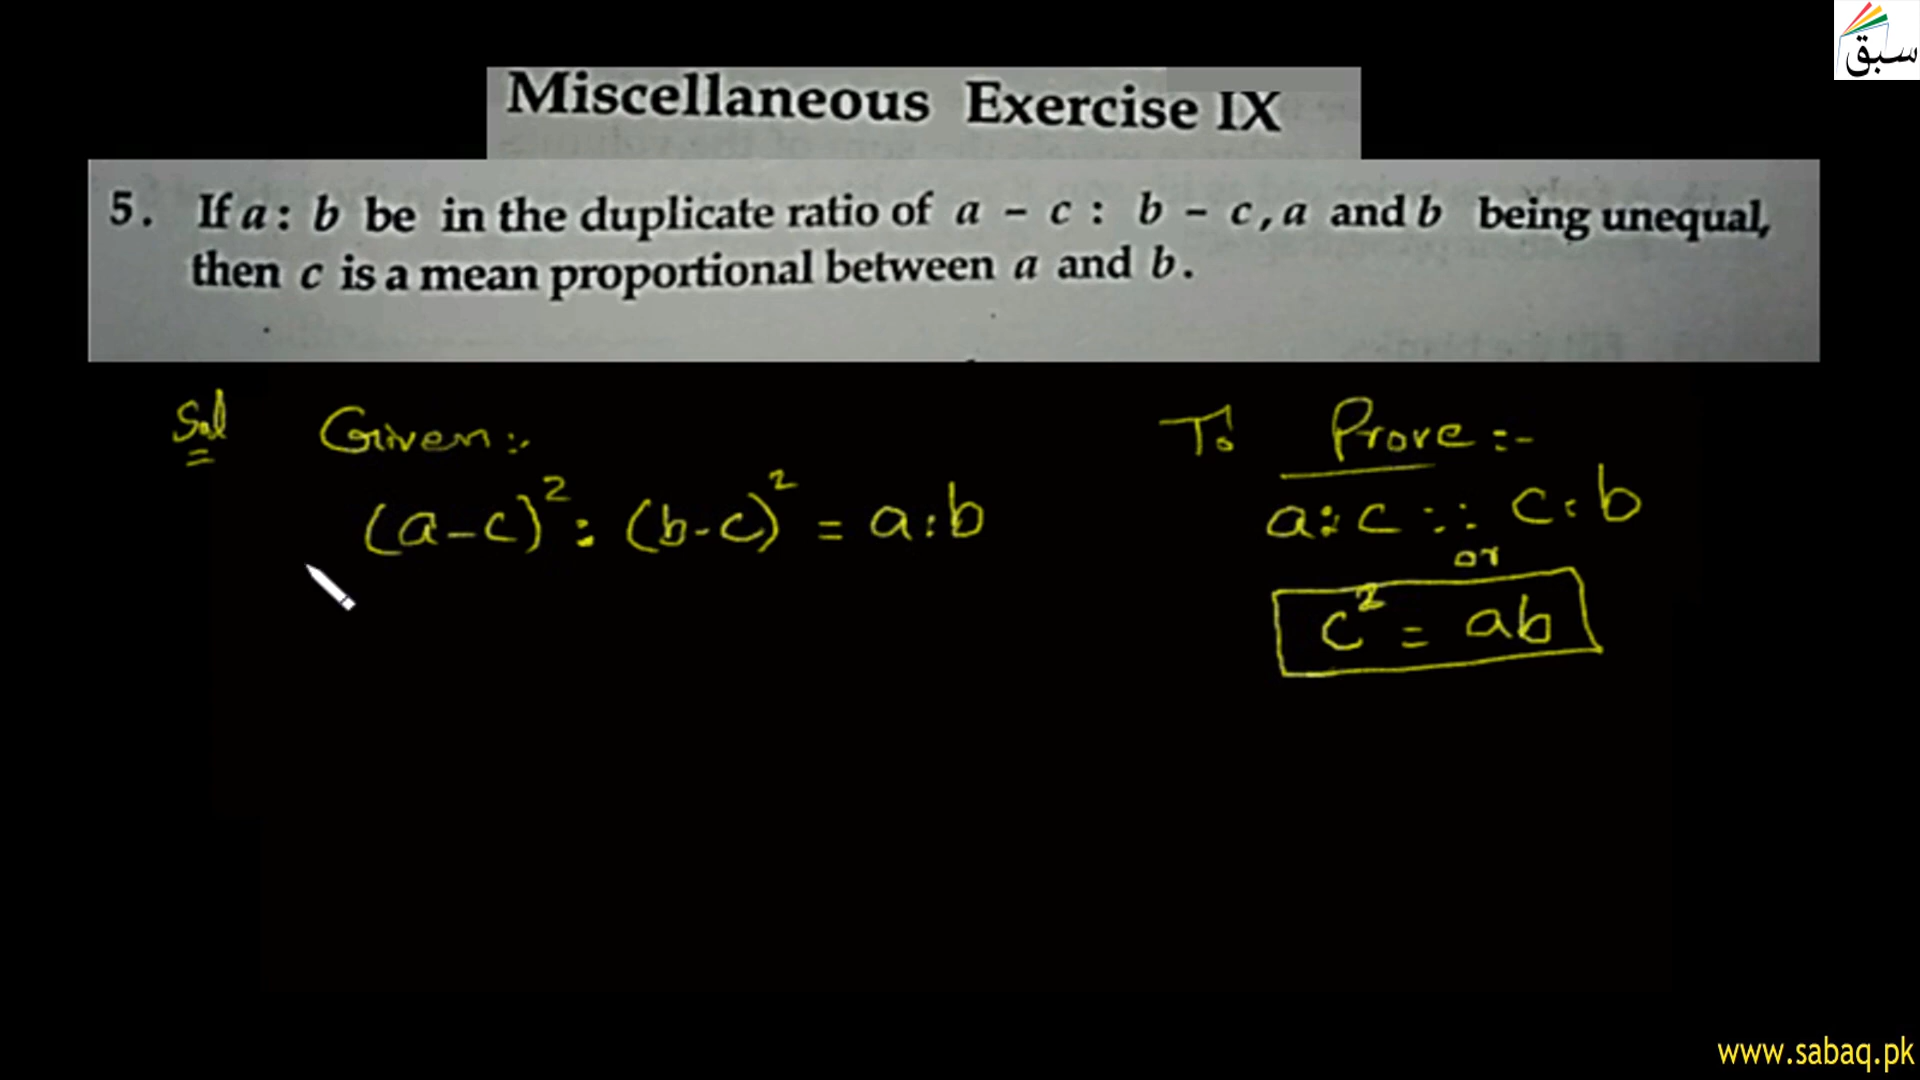 سبق
Miscellaneous Exercise IX
5. If a : b be in the duplicate ratio of a – c : b – c, a and b being unequal,
then c is a mean proportional between a and b.
Sol Given:-
(a-c)² : (b-c)² = a:b
To Prove:-
a:c :: c:b
or
c² = ab
www.sabaq.pk